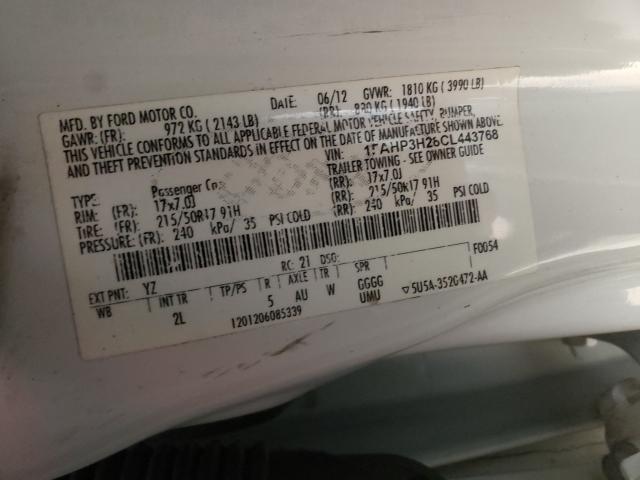 MFD. BY FORD MOTOR CO.
DATE: 06/12 GVWR: 1810 KG ( 3990 LB)
GAWR: (FR): 972 KG ( 2143 LB) (RR): 880 KG ( 1940 LB)
THIS VEHICLE CONFORMS TO ALL APPLICABLE FEDERAL MOTOR VEHICLE SAFETY, BUMPER,
AND THEFT PREVENTION STANDARDS IN EFFECT ON THE DATE OF MANUFACTURE SHOWN ABOVE.
VIN: 1FAHP3H26CL443768
TYPE: Passenger Car TRAILER TOWING - SEE OWNER GUIDE
RIM: (FR): 17x7.0J (RR): 17x7.0J
TIRE: (FR): 215/50R17 91H (RR): 215/50R17 91H
PRESSURE: (FR): 240 kPa/ 35 PSI COLD (RR): 240 kPa/ 35 PSI COLD
EXT PNT: YZ RC: 21 DSO: F0054
WB INT TR TP/PS R AXLE TR SPR
2L 5 AU W GGGG
UMU
5U5A-3520472-AA
1201206085339